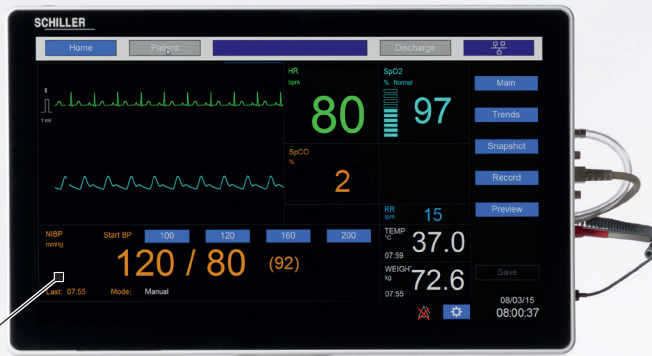 SCHILLER
Home Patient Discharge
HR
bpm
80
SpO2
% Normal
97
Main
Trends
Snapshot
Record
Preview
II
1 mV
SpCO
%
2
RR
rpm
15
NIBP
mmHg
Start BP 100 120 160 200
120 / 80 (92)
Last: 07:55 Mode: Manual
TEMP
°C
37.0
07:59
WEIGHT
kg
72.6
07:55
Save
08/03/15
08:00:37